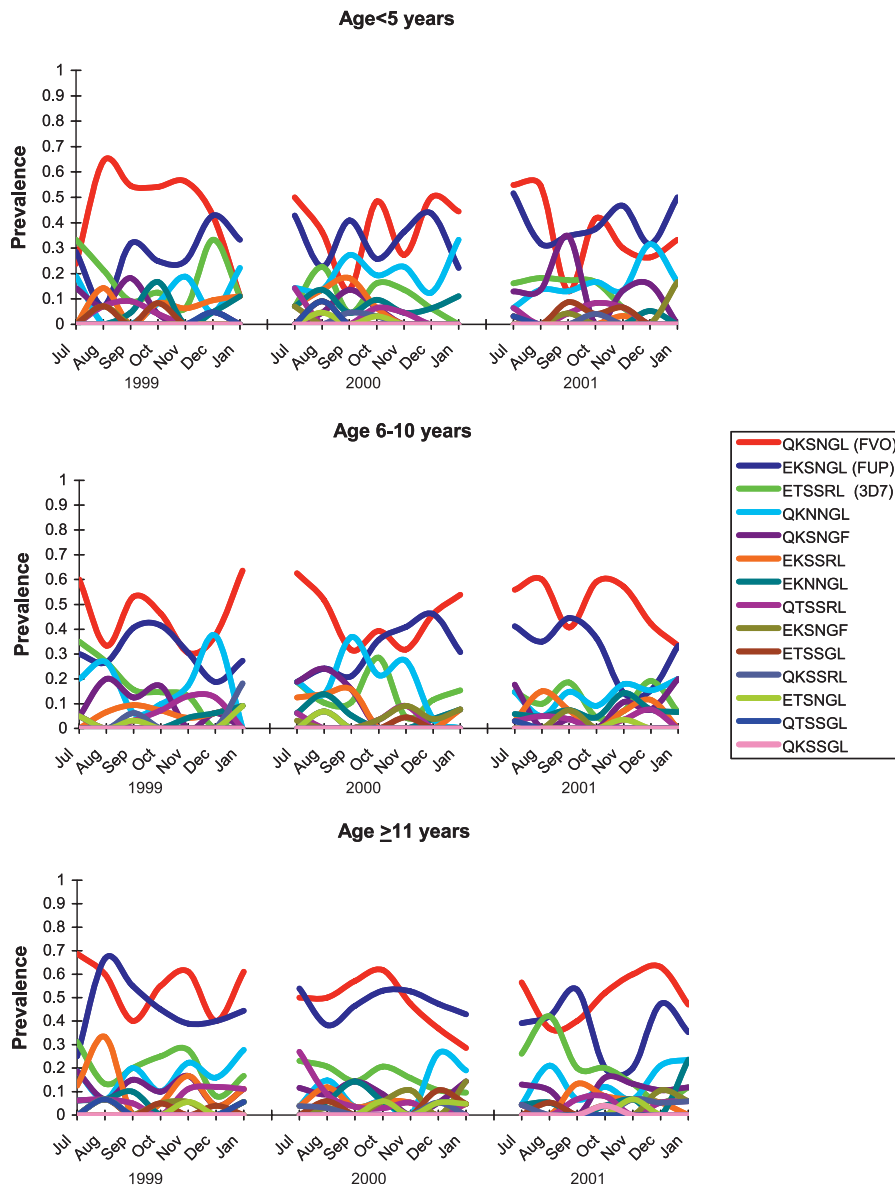 Age<5 years
Prevalence
1
0.9
0.8
0.7
0.6
0.5
0.4
0.3
0.2
0.1
0
Jul Aug Sep Oct Nov Dec Jan Jul Aug Sep Oct Nov Dec Jan Jul Aug Sep Oct Nov Dec Jan
1999 2000 2001
Age 6-10 years
Prevalence
1
0.9
0.8
0.7
0.6
0.5
0.4
0.3
0.2
0.1
0
Jul Aug Sep Oct Nov Dec Jan Jul Aug Sep Oct Nov Dec Jan Jul Aug Sep Oct Nov Dec Jan
1999 2000 2001
QKSNGL (FVO)
EKSNGL (FUP)
ETSSRL (3D7)
QKNNGL
QKSNGF
EKSSRL
EKNNGL
QTSSRL
EKSNGF
ETSSGL
QKSSRL
ETSNGL
QTSSGL
QKSSGL
Age ≥11 years
Prevalence
1
0.9
0.8
0.7
0.6
0.5
0.4
0.3
0.2
0.1
0
Jul Aug Sep Oct Nov Dec Jan Jul Aug Sep Oct Nov Dec Jan Jul Aug Sep Oct Nov Dec Jan
1999 2000 2001